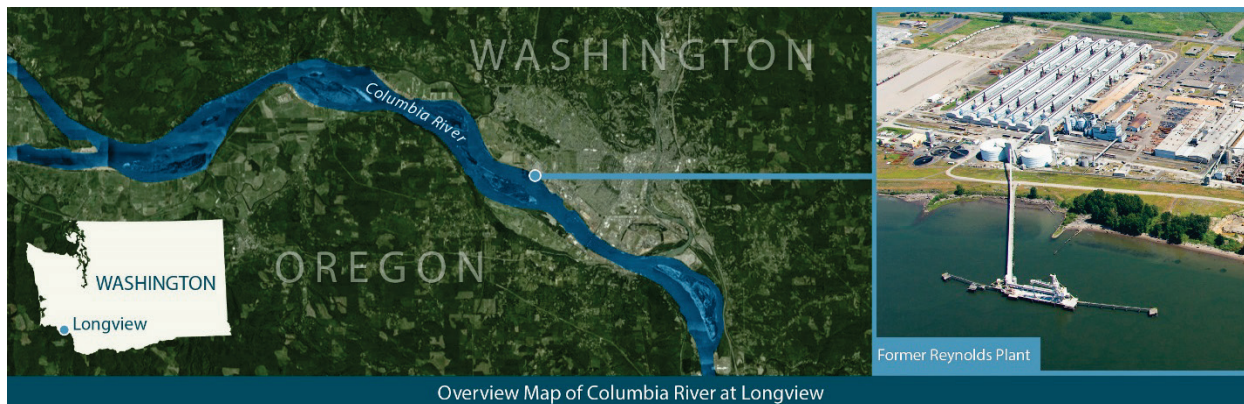 WASHINGTON
Columbia River
OREGON
WASHINGTON
Longview
Former Reynolds Plant
Overview Map of Columbia River at Longview